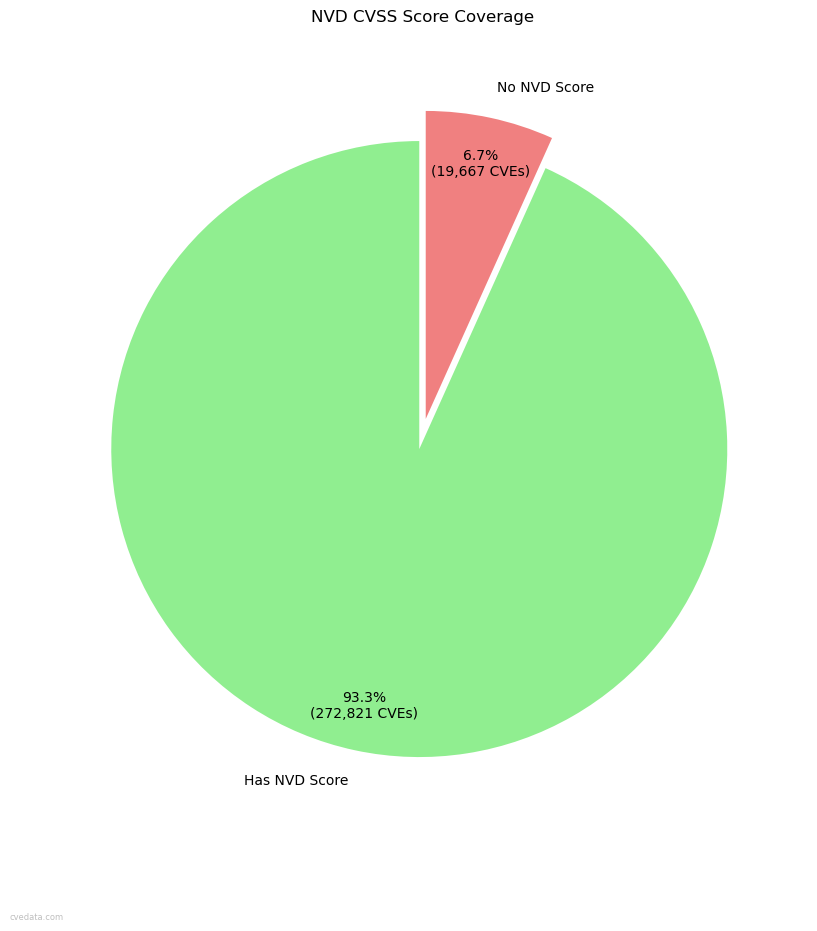 NVD CVSS Score Coverage
No NVD Score
6.7%
(19,667 CVEs)
93.3%
(272,821 CVEs)
Has NVD Score
cvedata.com